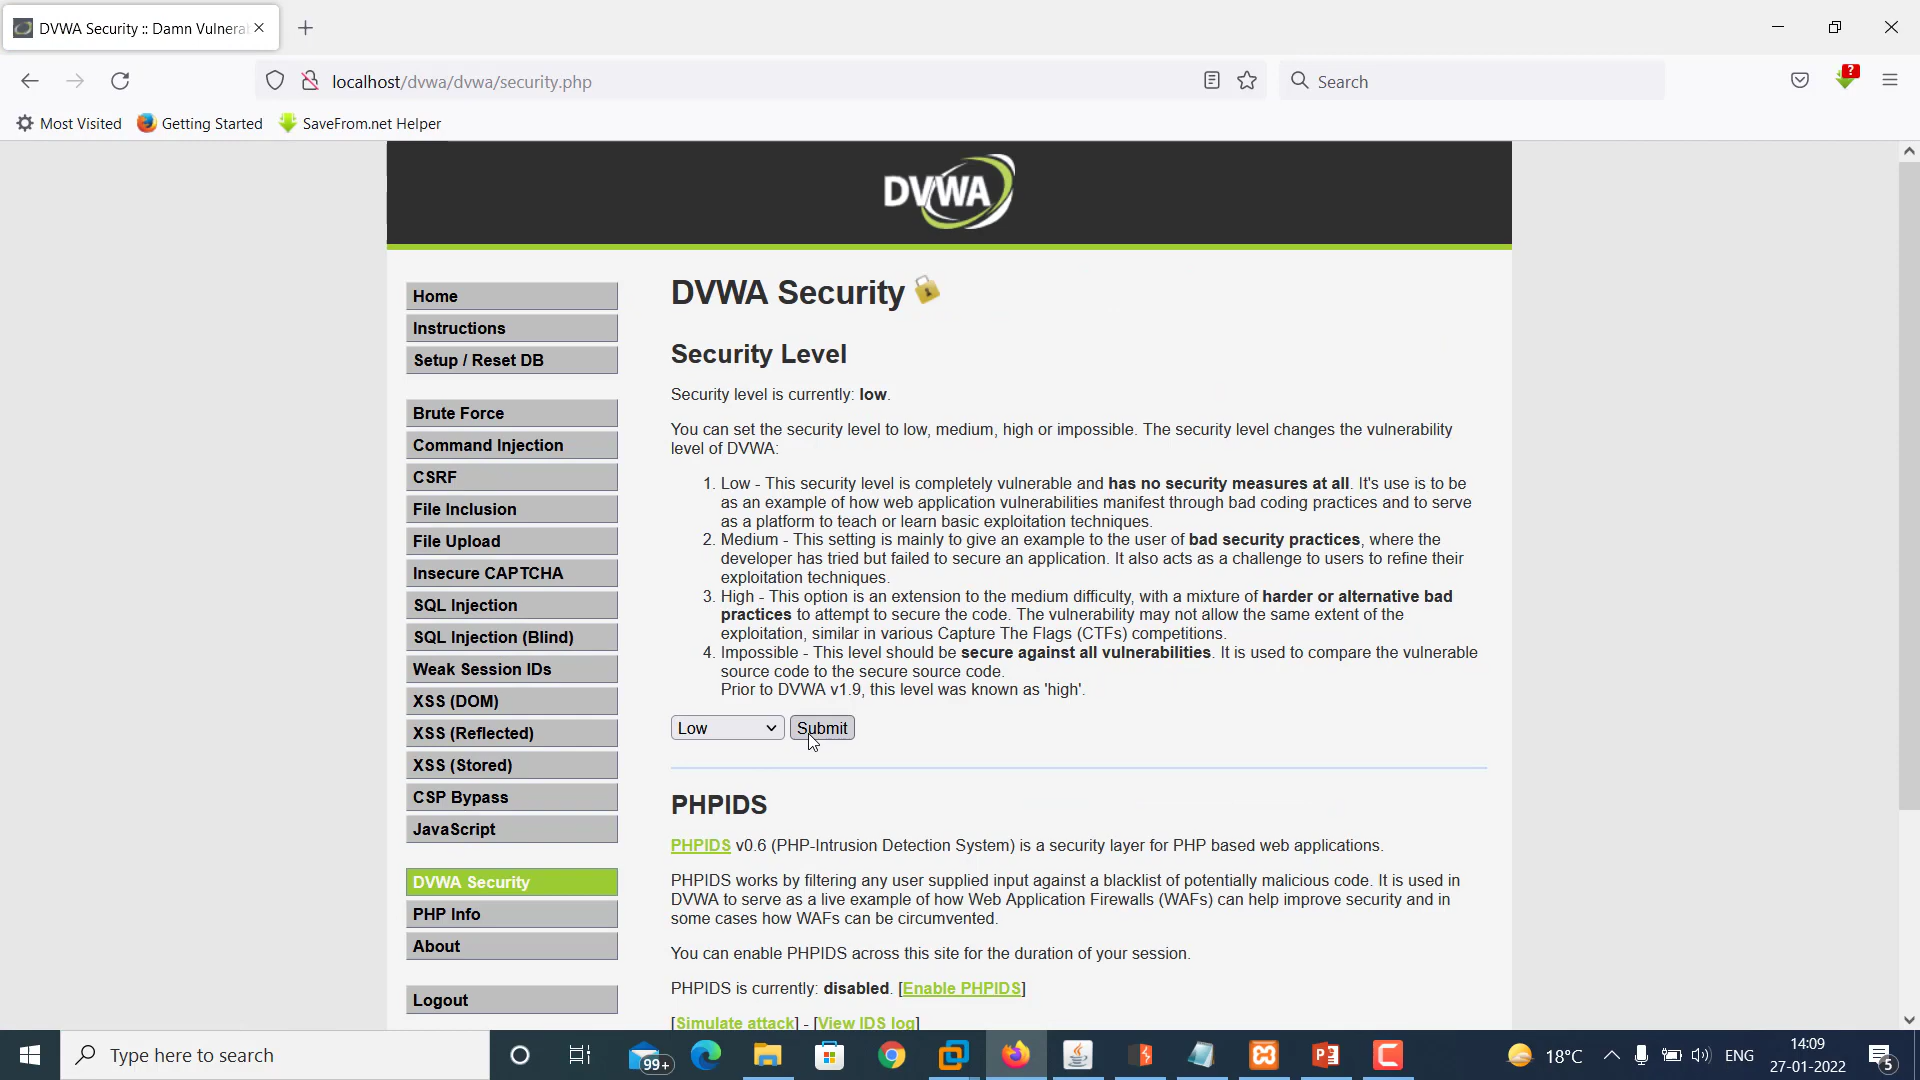 DVWA Security :: Damn Vulnera
localhost/dvwa/dvwa/security.php
Search
?
Most Visited
Getting Started
SaveFrom.net Helper
DVWA
Home
Instructions
Setup / Reset DB
Brute Force
Command Injection
CSRF
File Inclusion
File Upload
Insecure CAPTCHA
SQL Injection
SQL Injection (Blind)
Weak Session IDs
XSS (DOM)
XSS (Reflected)
XSS (Stored)
CSP Bypass
JavaScript
DVWA Security
PHP Info
About
Logout
DVWA Security
Security Level
Security level is currently: low.
You can set the security level to low, medium, high or impossible. The security level changes the vulnerability
level of DVWA:
1. Low - This security level is completely vulnerable and has no security measures at all. It's use is to be
as an example of how web application vulnerabilities manifest through bad coding practices and to serve
as a platform to teach or learn basic exploitation techniques.
2. Medium - This setting is mainly to give an example to the user of bad security practices, where the
developer has tried but failed to secure an application. It also acts as a challenge to users to refine their
exploitation techniques.
3. High - This option is an extension to the medium difficulty, with a mixture of harder or alternative bad
practices to attempt to secure the code. The vulnerability may not allow the same extent of the
exploitation, similar in various Capture The Flags (CTFs) competitions.
4. Impossible - This level should be secure against all vulnerabilities. It is used to compare the vulnerable
source code to the secure source code.
Prior to DVWA v1.9, this level was known as 'high'.
Low
Submit
PHPIDS
PHPIDS v0.6 (PHP-Intrusion Detection System) is a security layer for PHP based web applications.
PHPIDS works by filtering any user supplied input against a blacklist of potentially malicious code. It is used in
DVWA to serve as a live example of how Web Application Firewalls (WAFs) can help improve security and in
some cases how WAFs can be circumvented.
You can enable PHPIDS across this site for the duration of your session.
PHPIDS is currently: disabled. [Enable PHPIDS]
[Simulate attack] - [View IDS log]
Type here to search
99+
18°C
ENG
14:09
27-01-2022
5